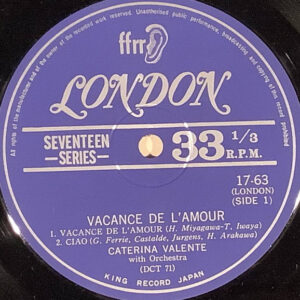 ffrr
All rights of the manufacturer and of the owner of the recorded work reserved. Unauthorised public performance, broadcasting and copying of this record prohibited
LONDON
SEVENTEEN
—SERIES—
33 1/3
R.P.M.
17-63
(LONDON)
(SIDE 1)
VACANCE DE L'AMOUR
1. VACANCE DE L'AMOUR (H. Miyagawa-T. Iwaya)
2. CIAO (G. Ferrie, Castalde, Jurgens, H. Arakawa)
CATERINA VALENTE
with Orchestra
(DCT 71)
KING RECORD JAPAN